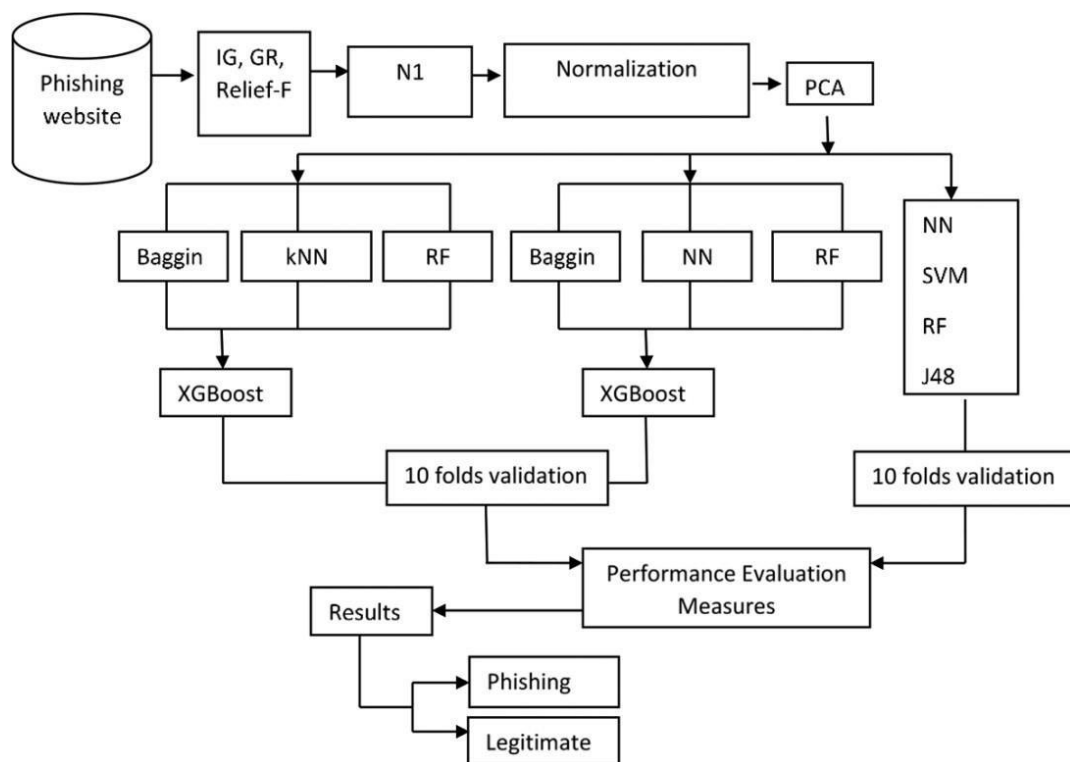 Phishing
website
IG, GR,
Relief-F
N1
Normalization
PCA
Baggin
kNN
RF
Baggin
NN
RF
NN
SVM
RF
J48
XGBoost
XGBoost
10 folds validation
10 folds validation
Performance Evaluation
Measures
Results
Phishing
Legitimate